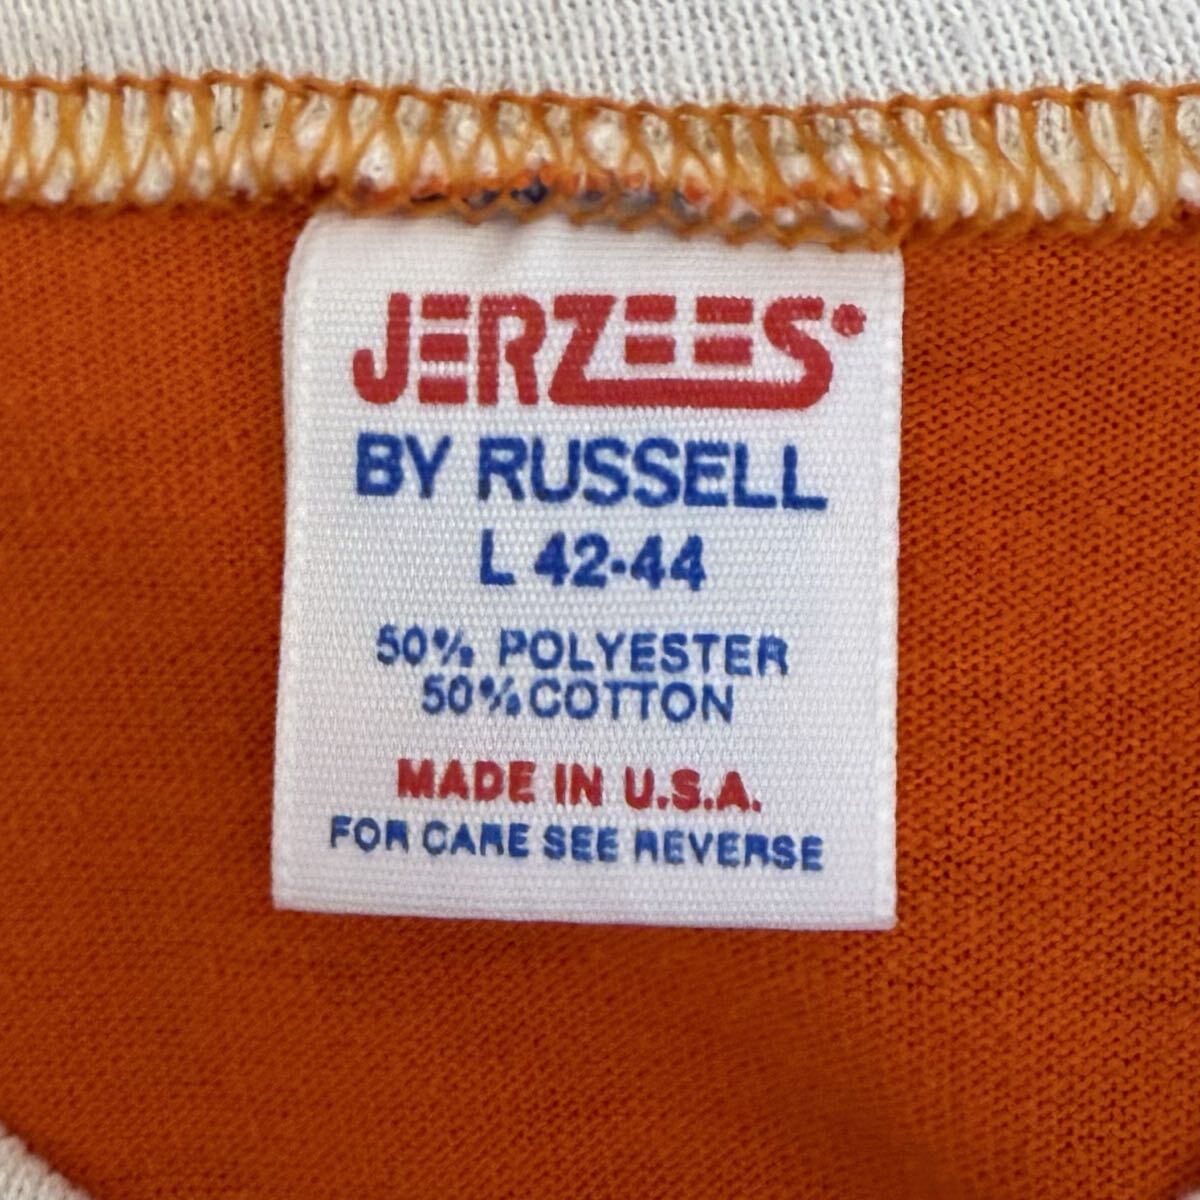 JERZEES®
BY RUSSELL
L 42-44
50% POLYESTER
50% COTTON
MADE IN U.S.A.
FOR CARE SEE REVERSE